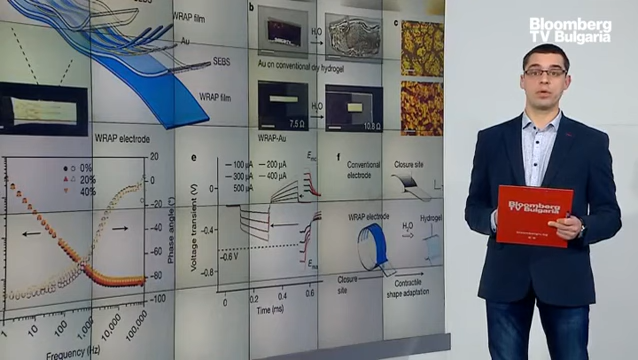 Bloomberg
TV Bulgaria
WRAP film
Au
SEBS
SEBS
WRAP film
WRAP electrode
b
H₂O
Au on conventional dry hydrogel
H₂O
7.5 Ω
10.8 Ω
WRAP-Au
c
0%
20%
40%
20
0
−20
−40
−60
−80
−100
Phase angle (°)
1
10
100
1,000
10,000
100,000
Frequency (Hz)
e
100 µA
200 µA
300 µA
400 µA
500 µA
0
−0.4
−0.6 V
−0.8
Voltage transient (V)
0
0.3
0.6
Time (ms)
f
Conventional
electrode
Closure site
WRAP electrode
H₂O
Hydrogel
Closure
site
Contractile
shape adaptation
Bloomberg
TV Bulgaria